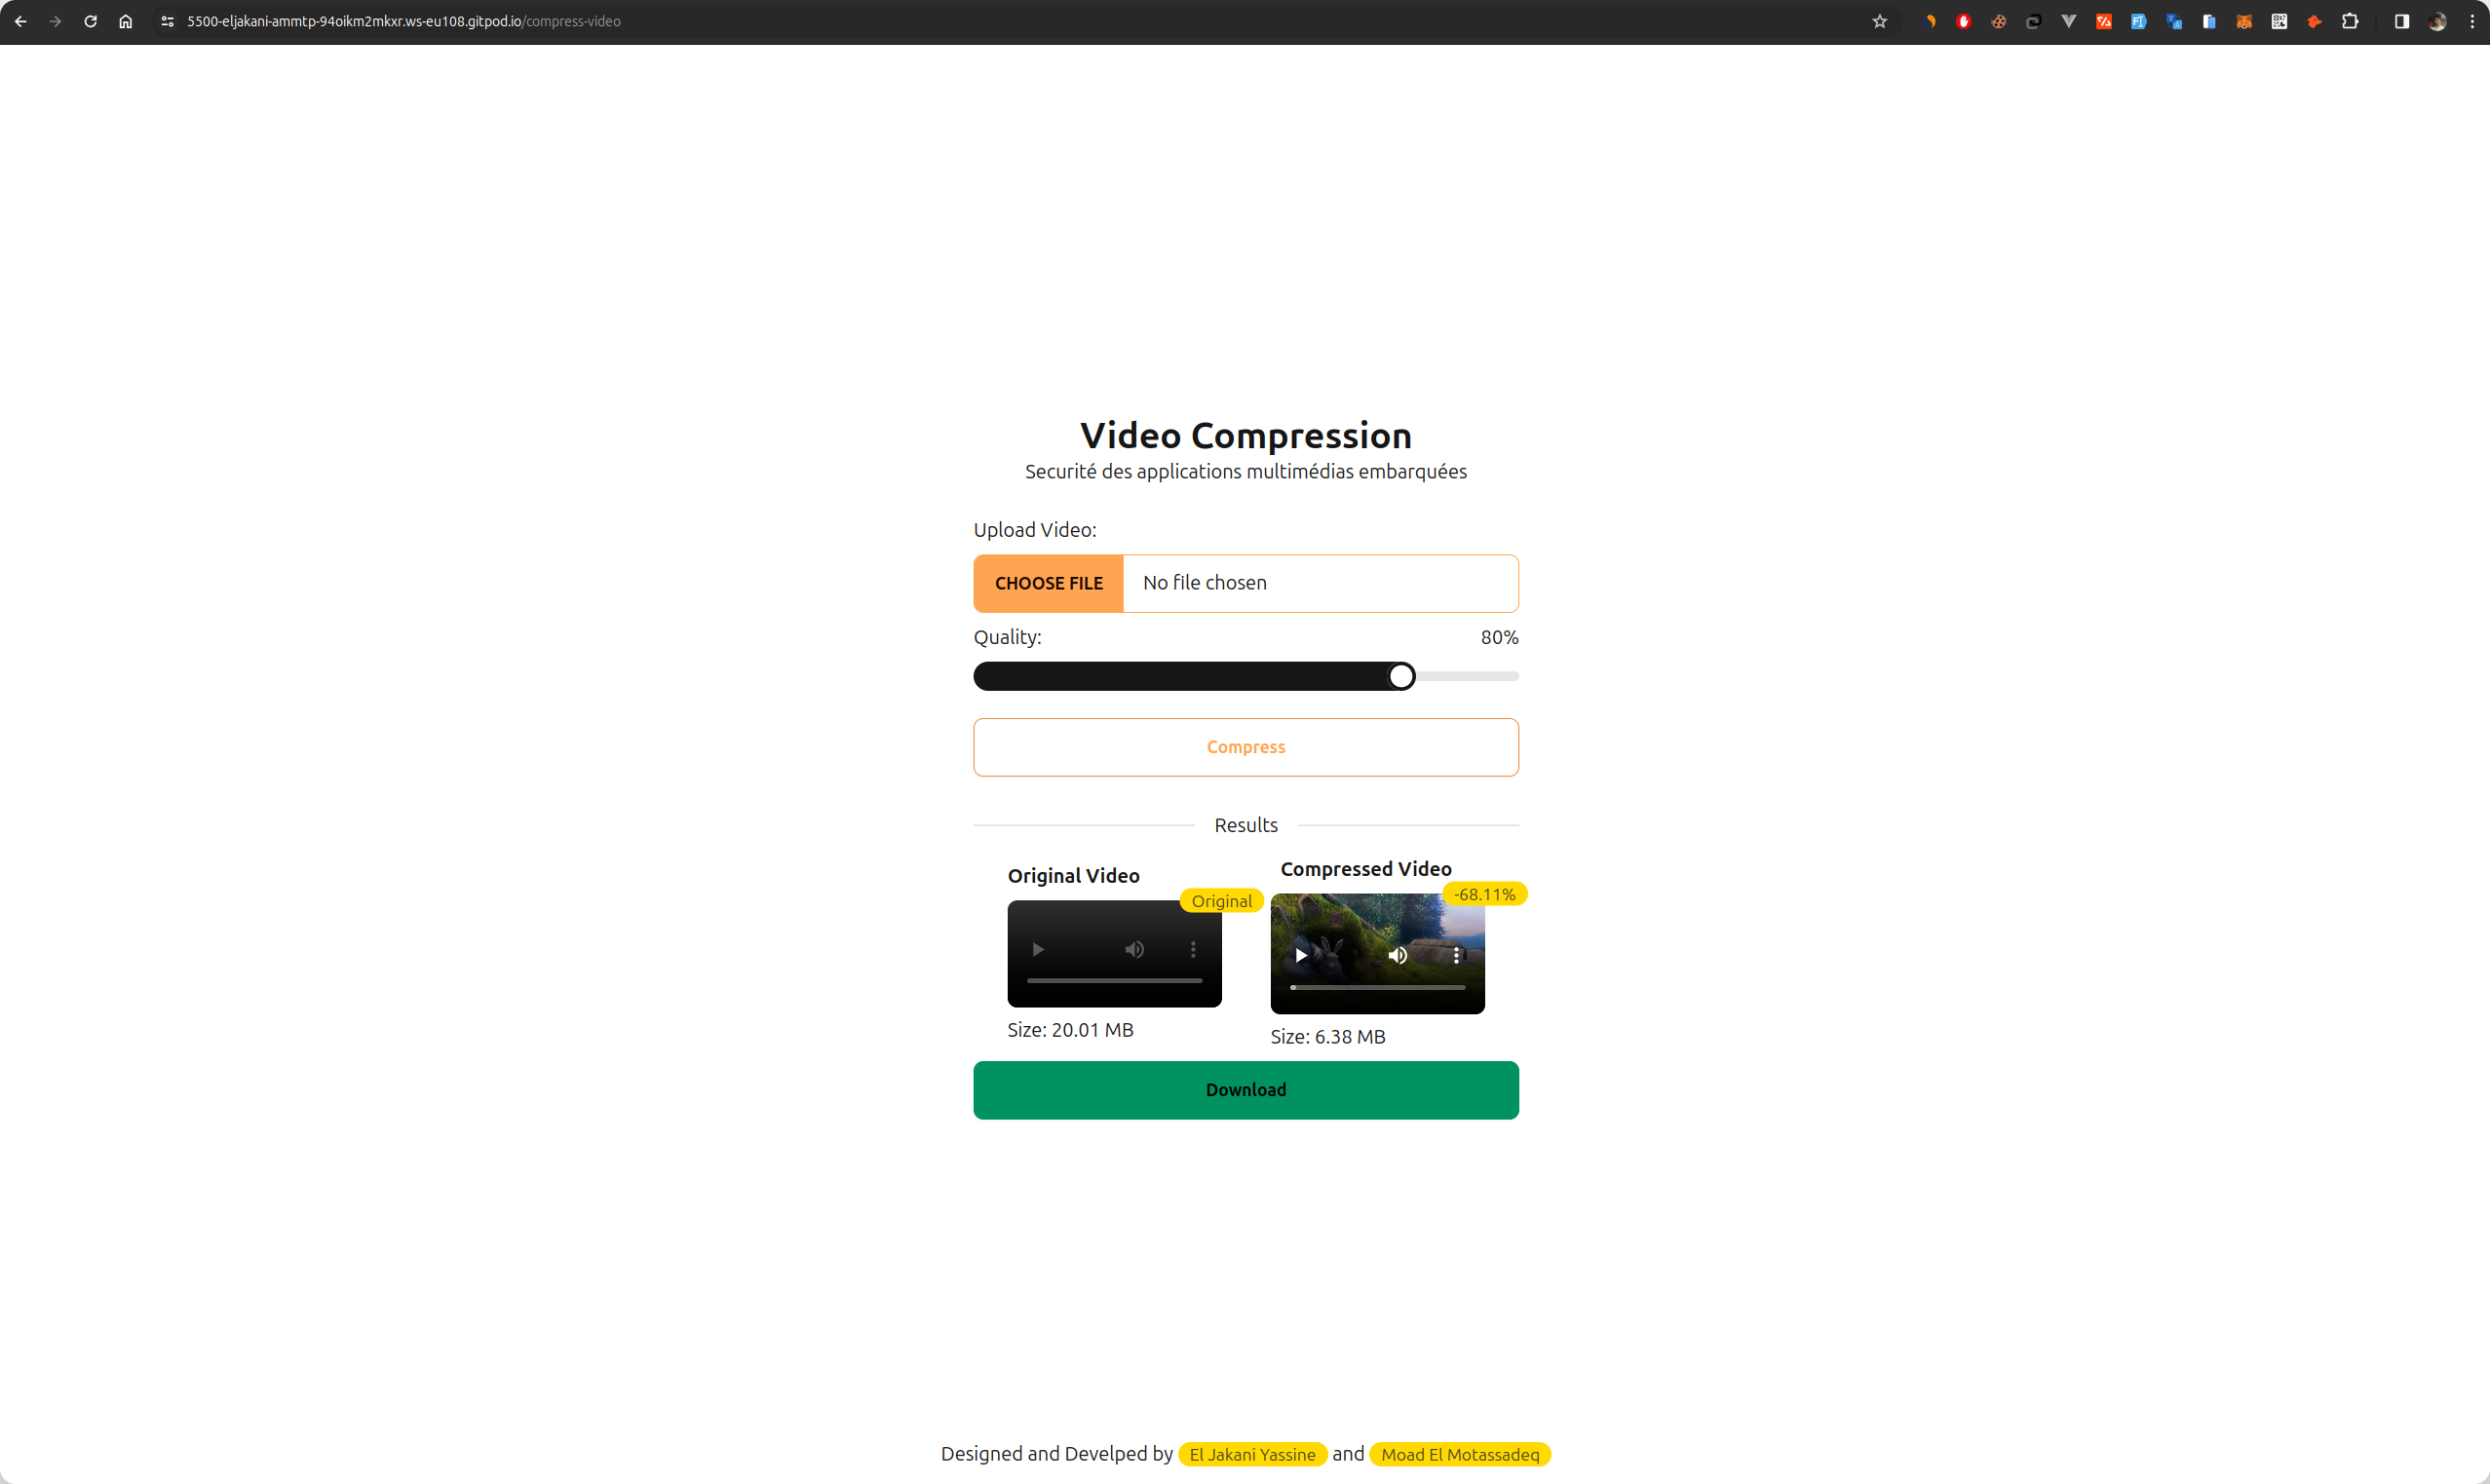 5500-eljakani-ammtp-94oikm2mkxr.ws-eu108.gitpod.io/compress-video
Video Compression
Securité des applications multimédias embarquées
Upload Video:
CHOOSE FILE No file chosen
Quality: 80%
Compress
Results
Original Video
Original
Size: 20.01 MB
Compressed Video
-68.11%
Size: 6.38 MB
Download
Designed and Develped by El Jakani Yassine and Moad El Motassadeq